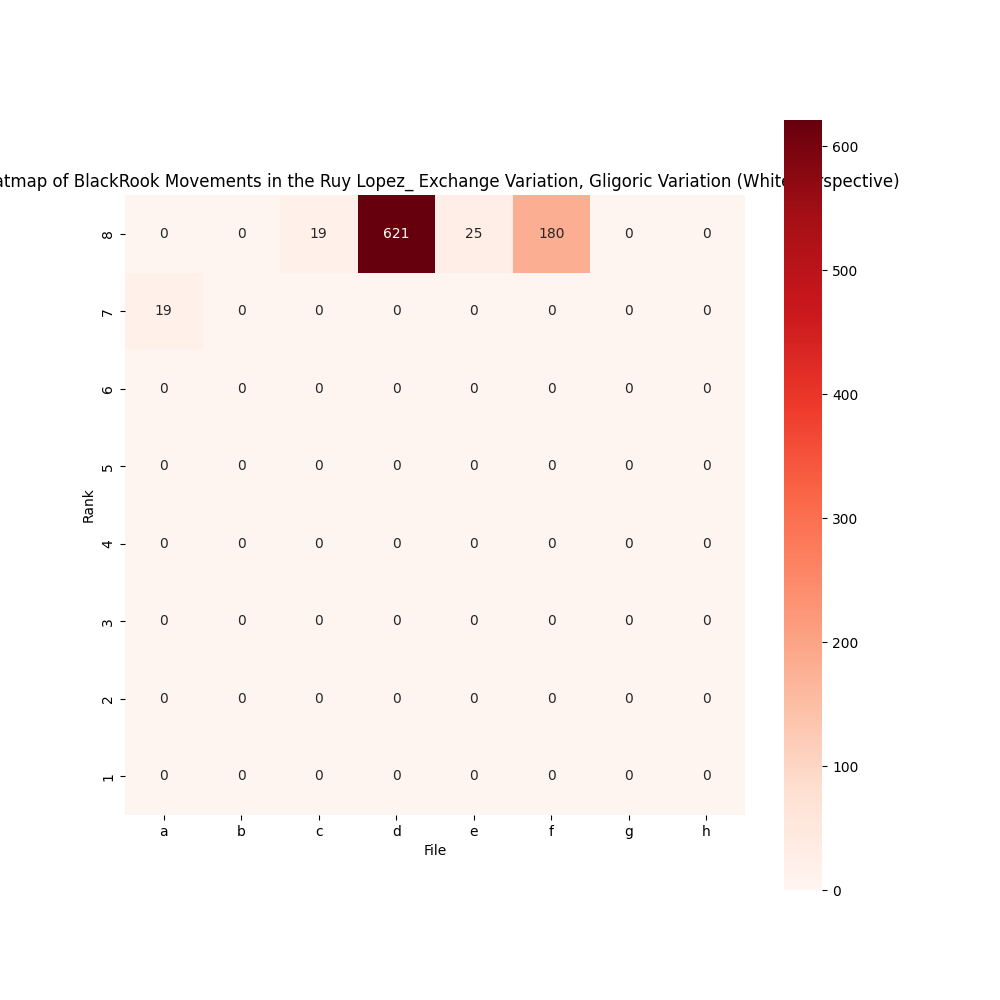 atmap of BlackRook Movements in the Ruy Lopez_ Exchange Variation, Gligoric Variation (White Perspective)
8 0 0 19 621 25 180 0 0
7 19 0 0 0 0 0 0 0
6 0 0 0 0 0 0 0 0
5 0 0 0 0 0 0 0 0
4 0 0 0 0 0 0 0 0
3 0 0 0 0 0 0 0 0
2 0 0 0 0 0 0 0 0
1 0 0 0 0 0 0 0 0
Rank
a b c d e f g h
File
600
500
400
300
200
100
0